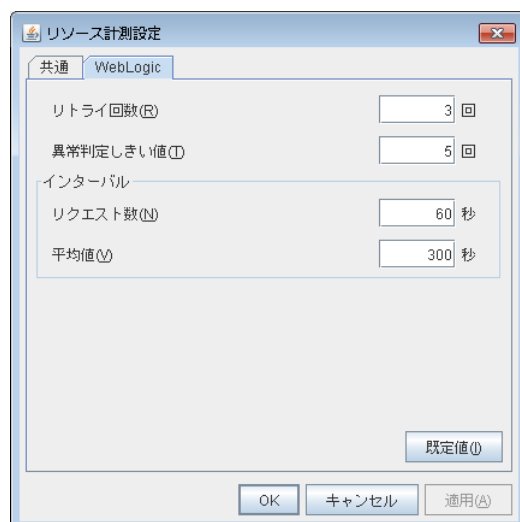 リソース計測設定
共通 WebLogic
リトライ回数(R) 3 回
異常判定しきい値(T) 5 回
インターバル
リクエスト数(N) 60 秒
平均値(V) 300 秒
既定値(I)
OK キャンセル 適用(A)